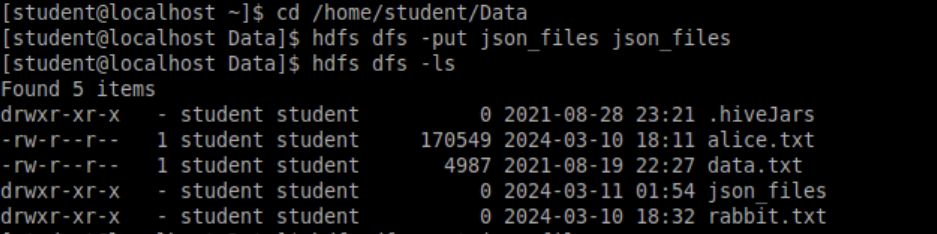 [student@localhost ~]$ cd /home/student/Data
[student@localhost Data]$ hdfs dfs -put json_files json_files
[student@localhost Data]$ hdfs dfs -ls
Found 5 items
drwxr-xr-x   - student student          0 2021-08-28 23:21 .hiveJars
-rw-r--r--   1 student student     170549 2024-03-10 18:11 alice.txt
-rw-r--r--   1 student student       4987 2021-08-19 22:27 data.txt
drwxr-xr-x   - student student          0 2024-03-11 01:54 json_files
drwxr-xr-x   - student student          0 2024-03-10 18:32 rabbit.txt